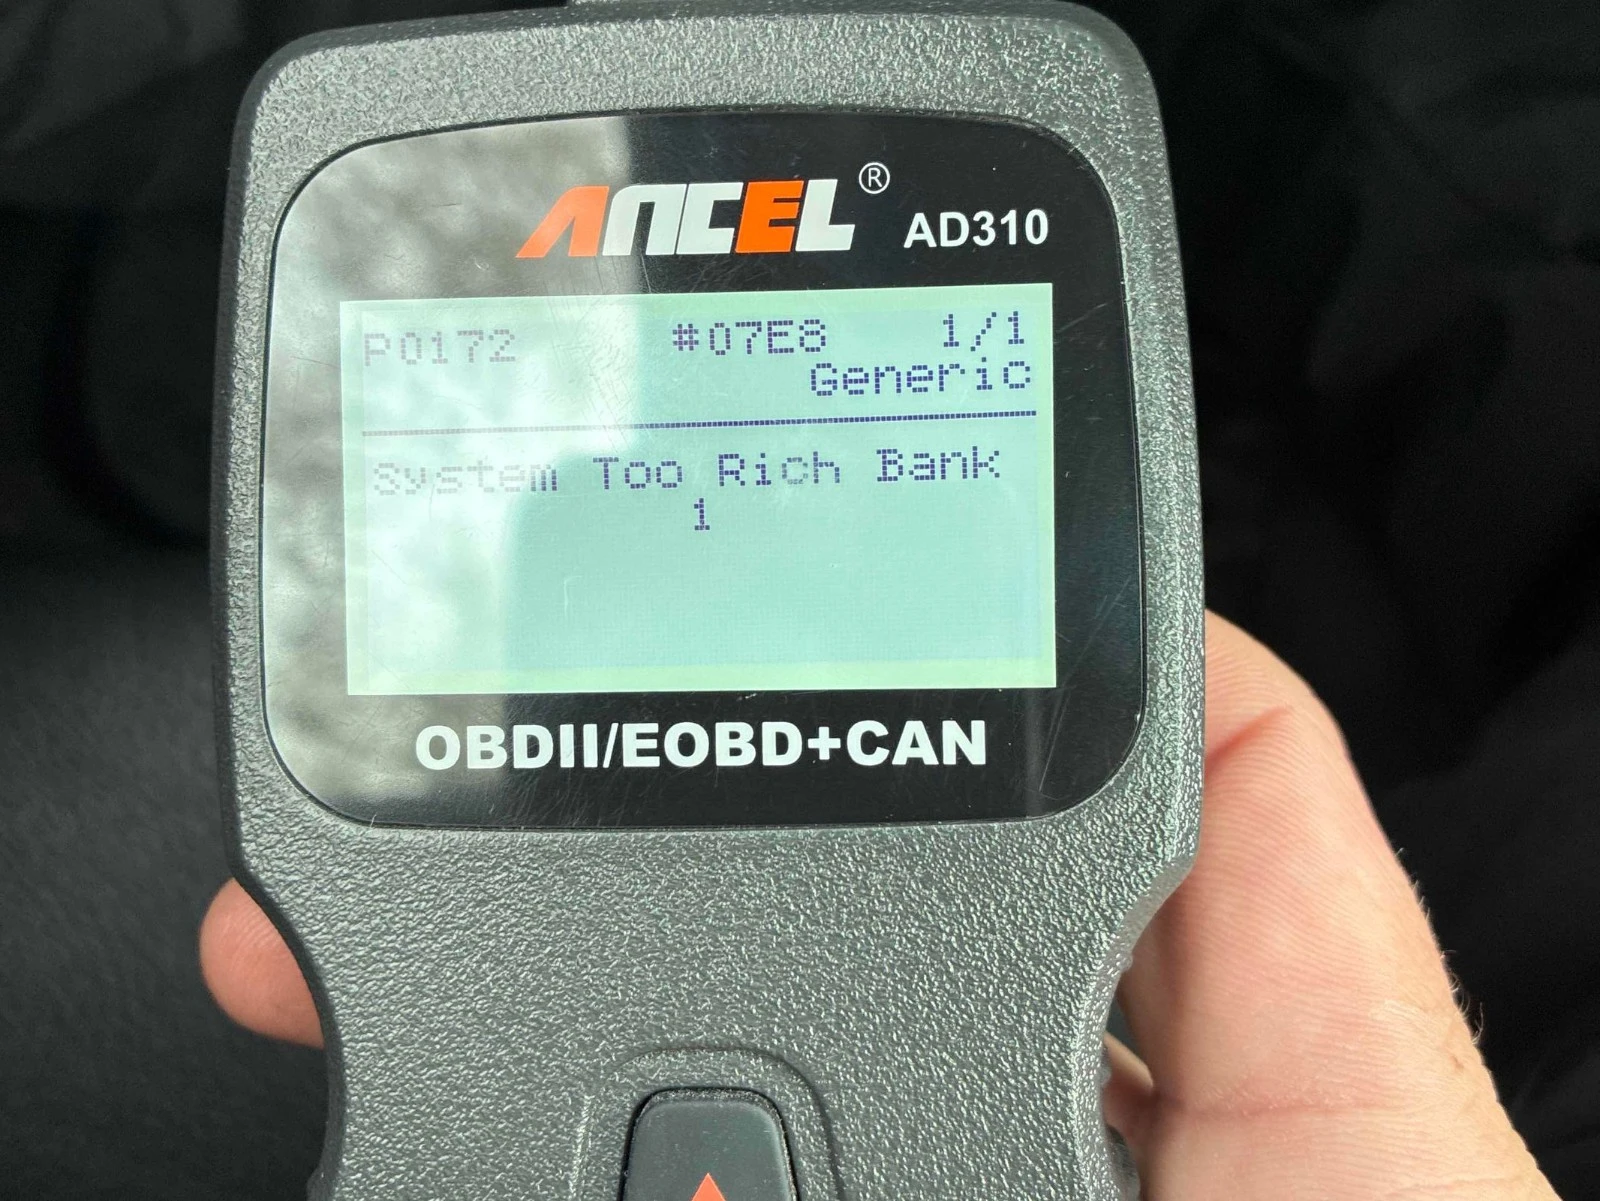 ANCEL® AD310
P0172 #07E8 1/1
Generic
System Too Rich Bank
1
OBDII/EOBD+CAN